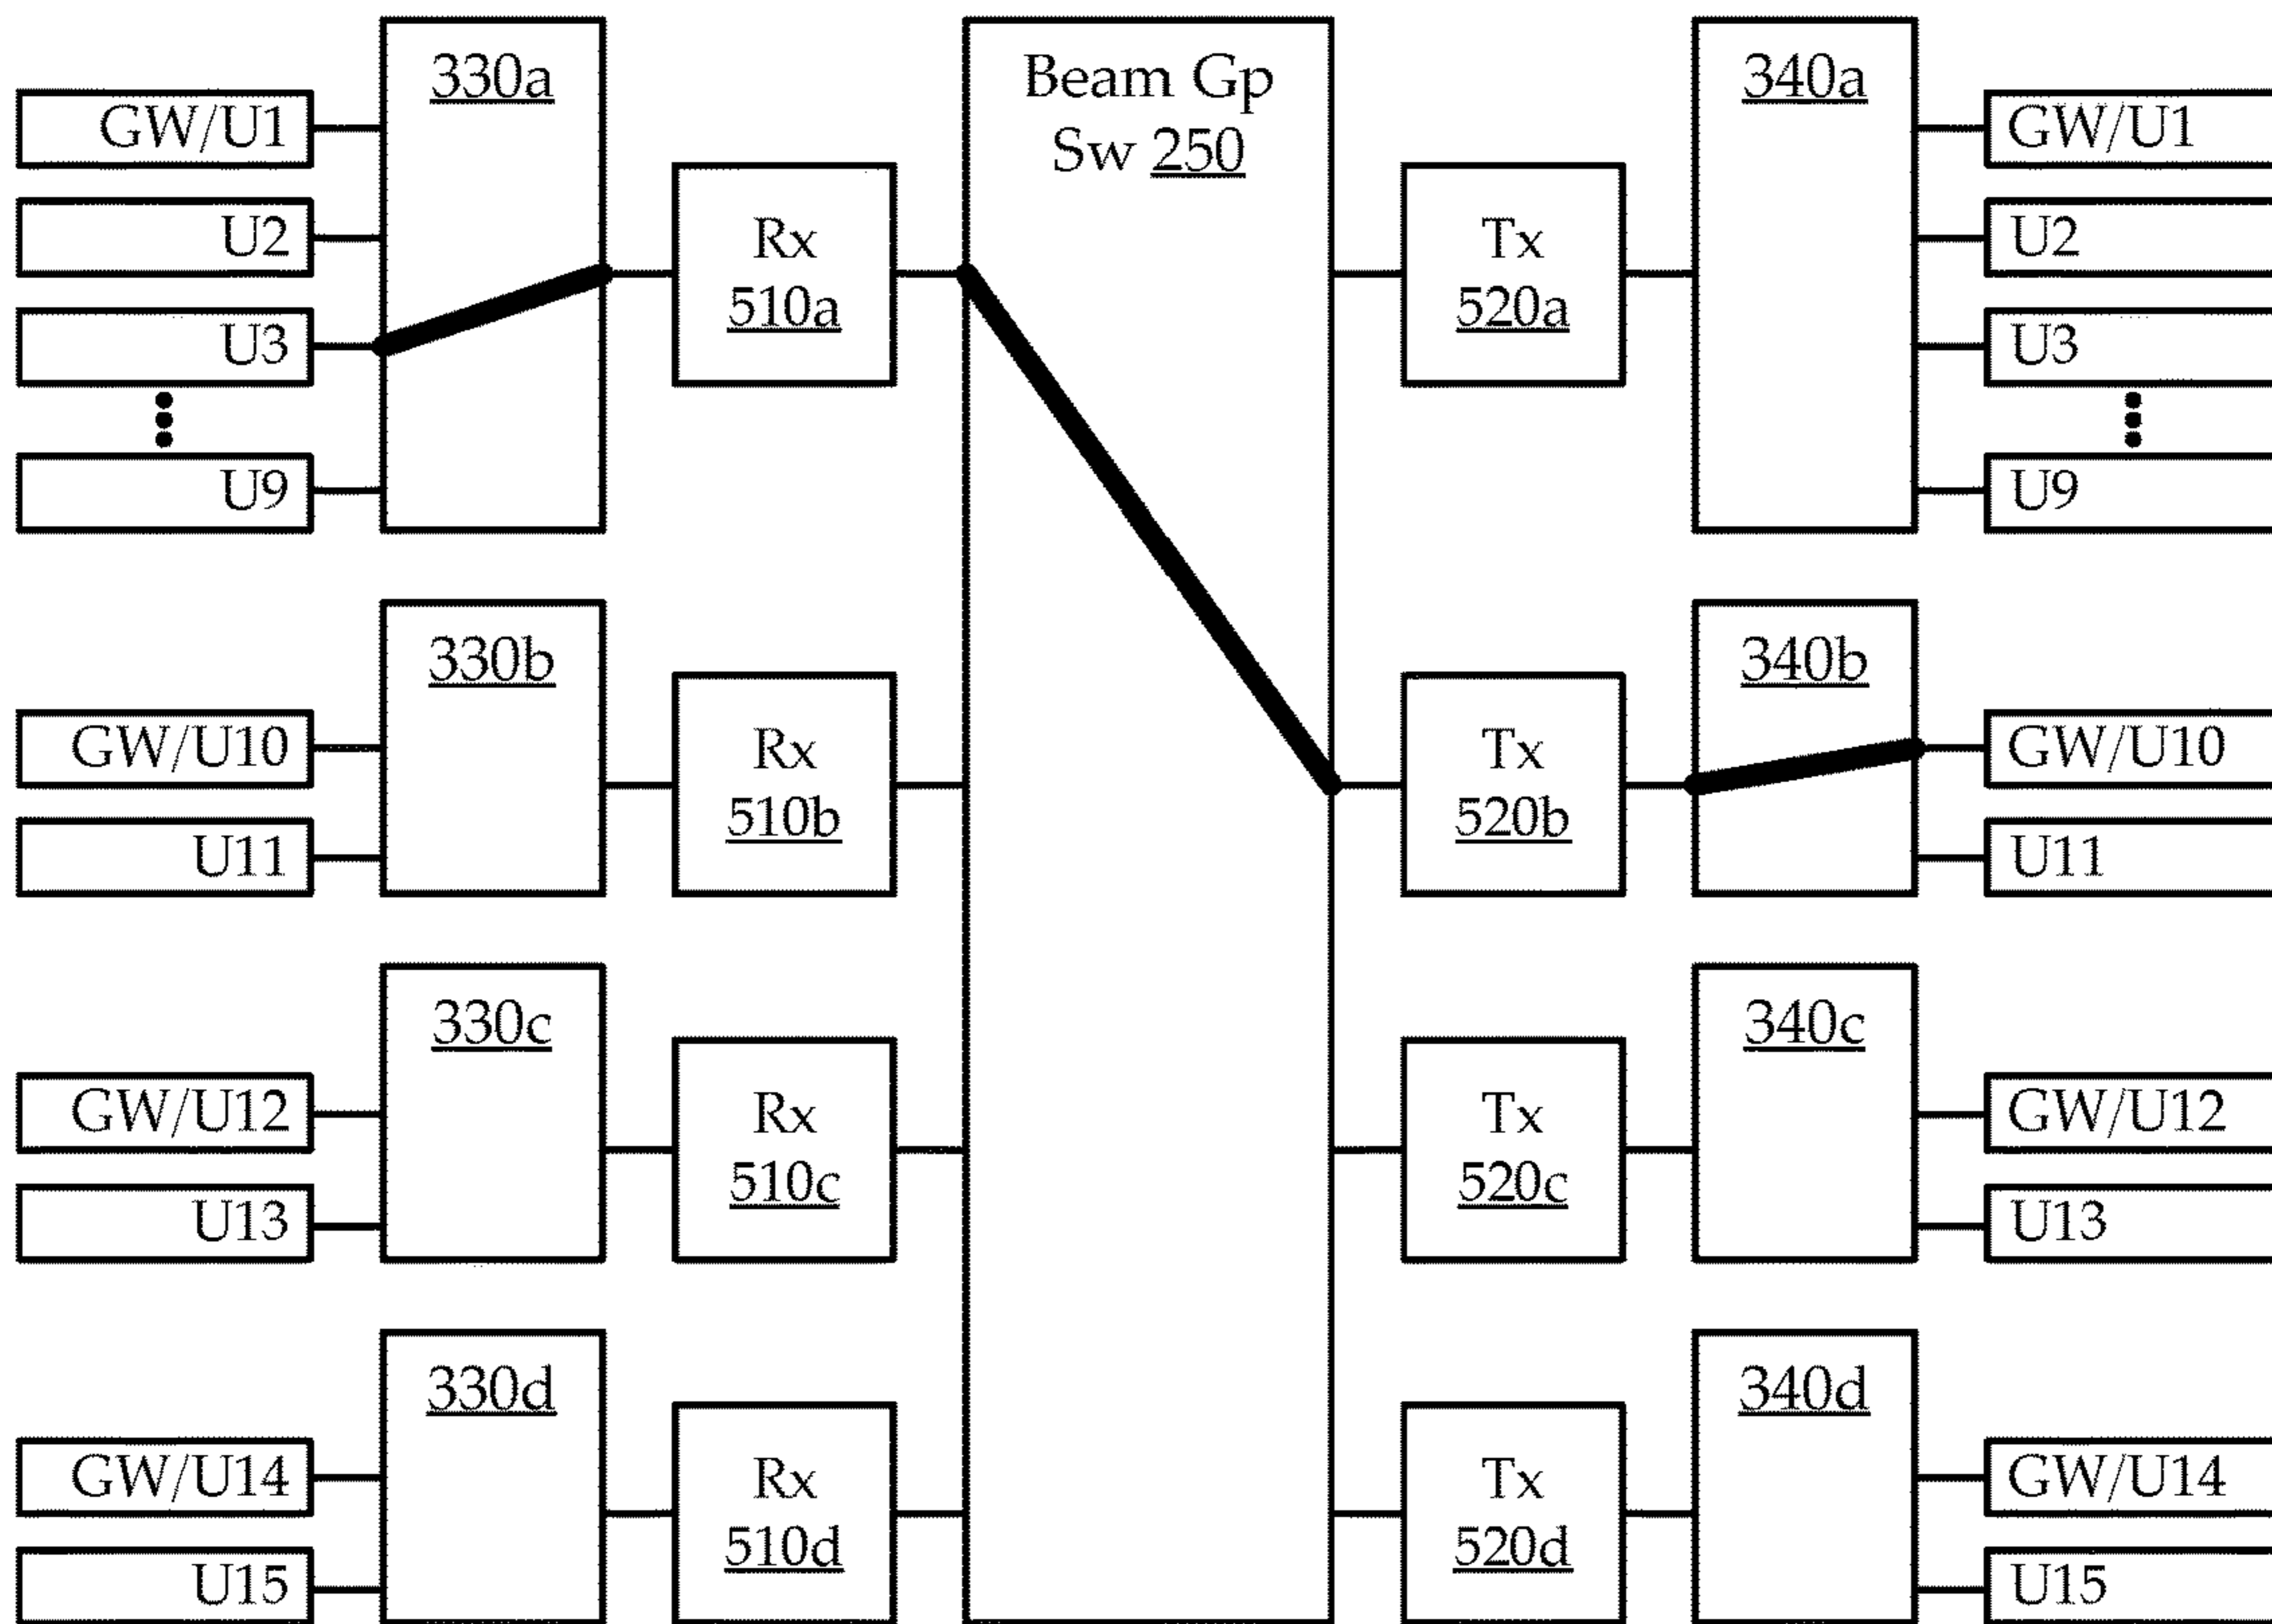 330a
GW/U1
U2
U3
U9
Rx
510a
Beam Gp
Sw 250
Tx
520a
340a
GW/U1
U2
U3
U9
330b
GW/U10
U11
Rx
510b
Tx
520b
340b
GW/U10
U11
330c
GW/U12
U13
Rx
510c
Tx
520c
340c
GW/U12
U13
330d
GW/U14
U15
Rx
510d
Tx
520d
340d
GW/U14
U15